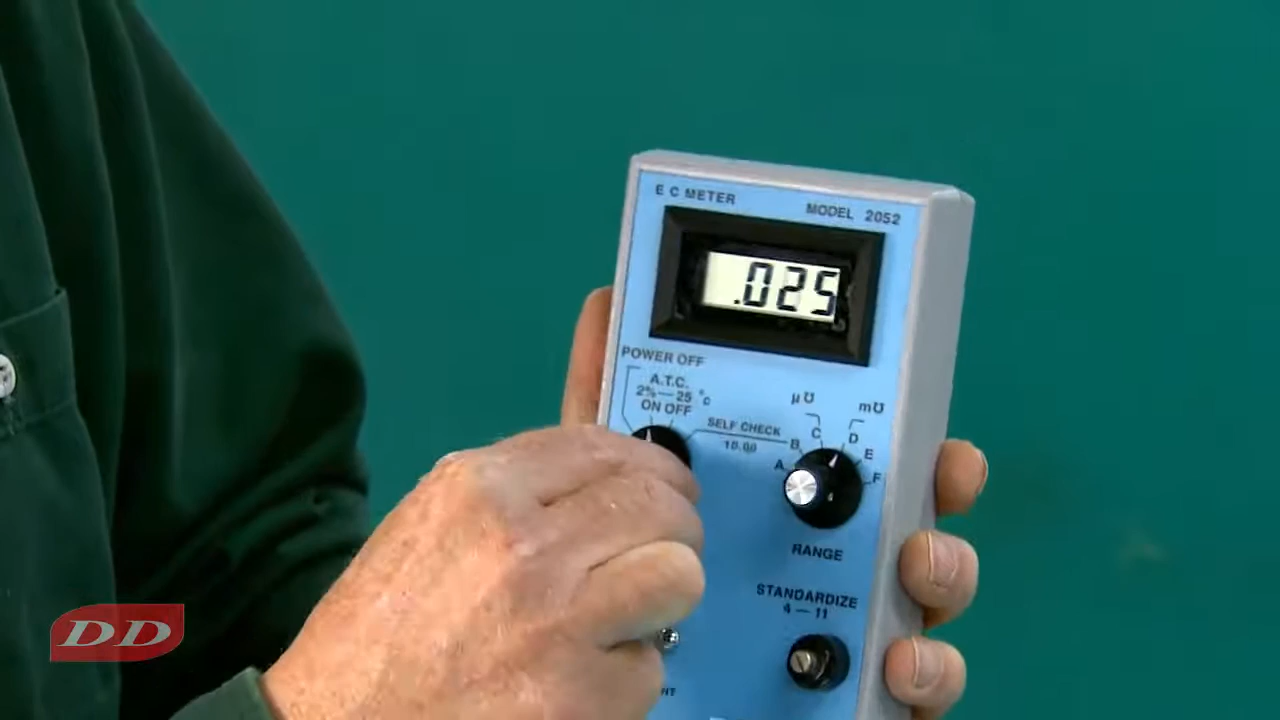 E C METER
MODEL 2052
.025
POWER OFF
A.T.C.
2%—25 °C
ON OFF
SELF CHECK
10.00
µ℧
m℧
A
B
C
D
E
F
RANGE
STANDARDIZE
4—11
DD